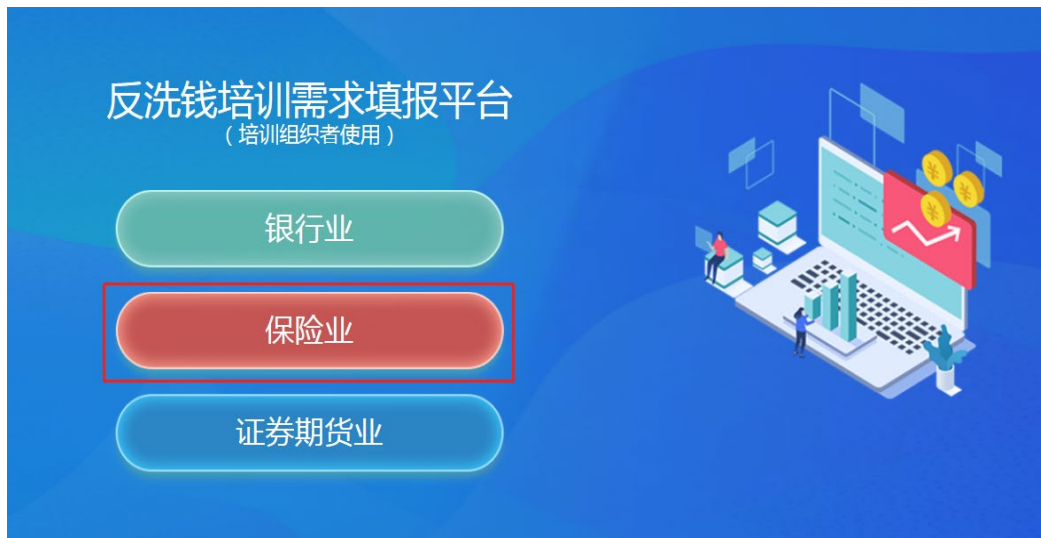 反洗钱培训需求填报平台
（培训组织者使用）
银行业
保险业
证券期货业